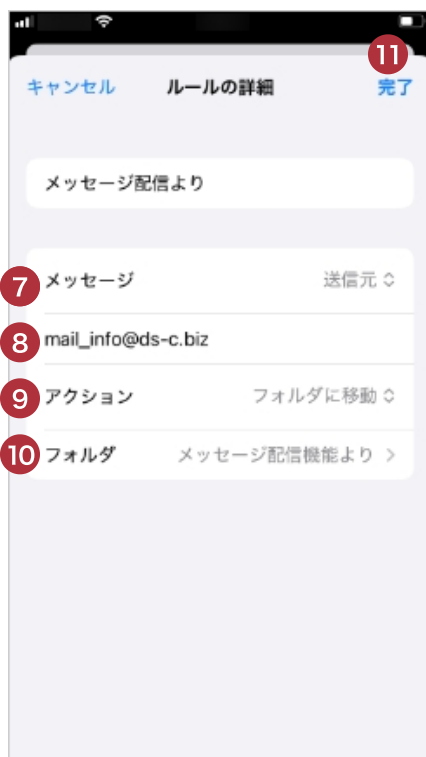 11
キャンセル ルールの詳細 完了
メッセージ配信より
7 メッセージ 送信元
8 mail_info@ds-c.biz
9 アクション フォルダに移動
10 フォルダ メッセージ配信機能より